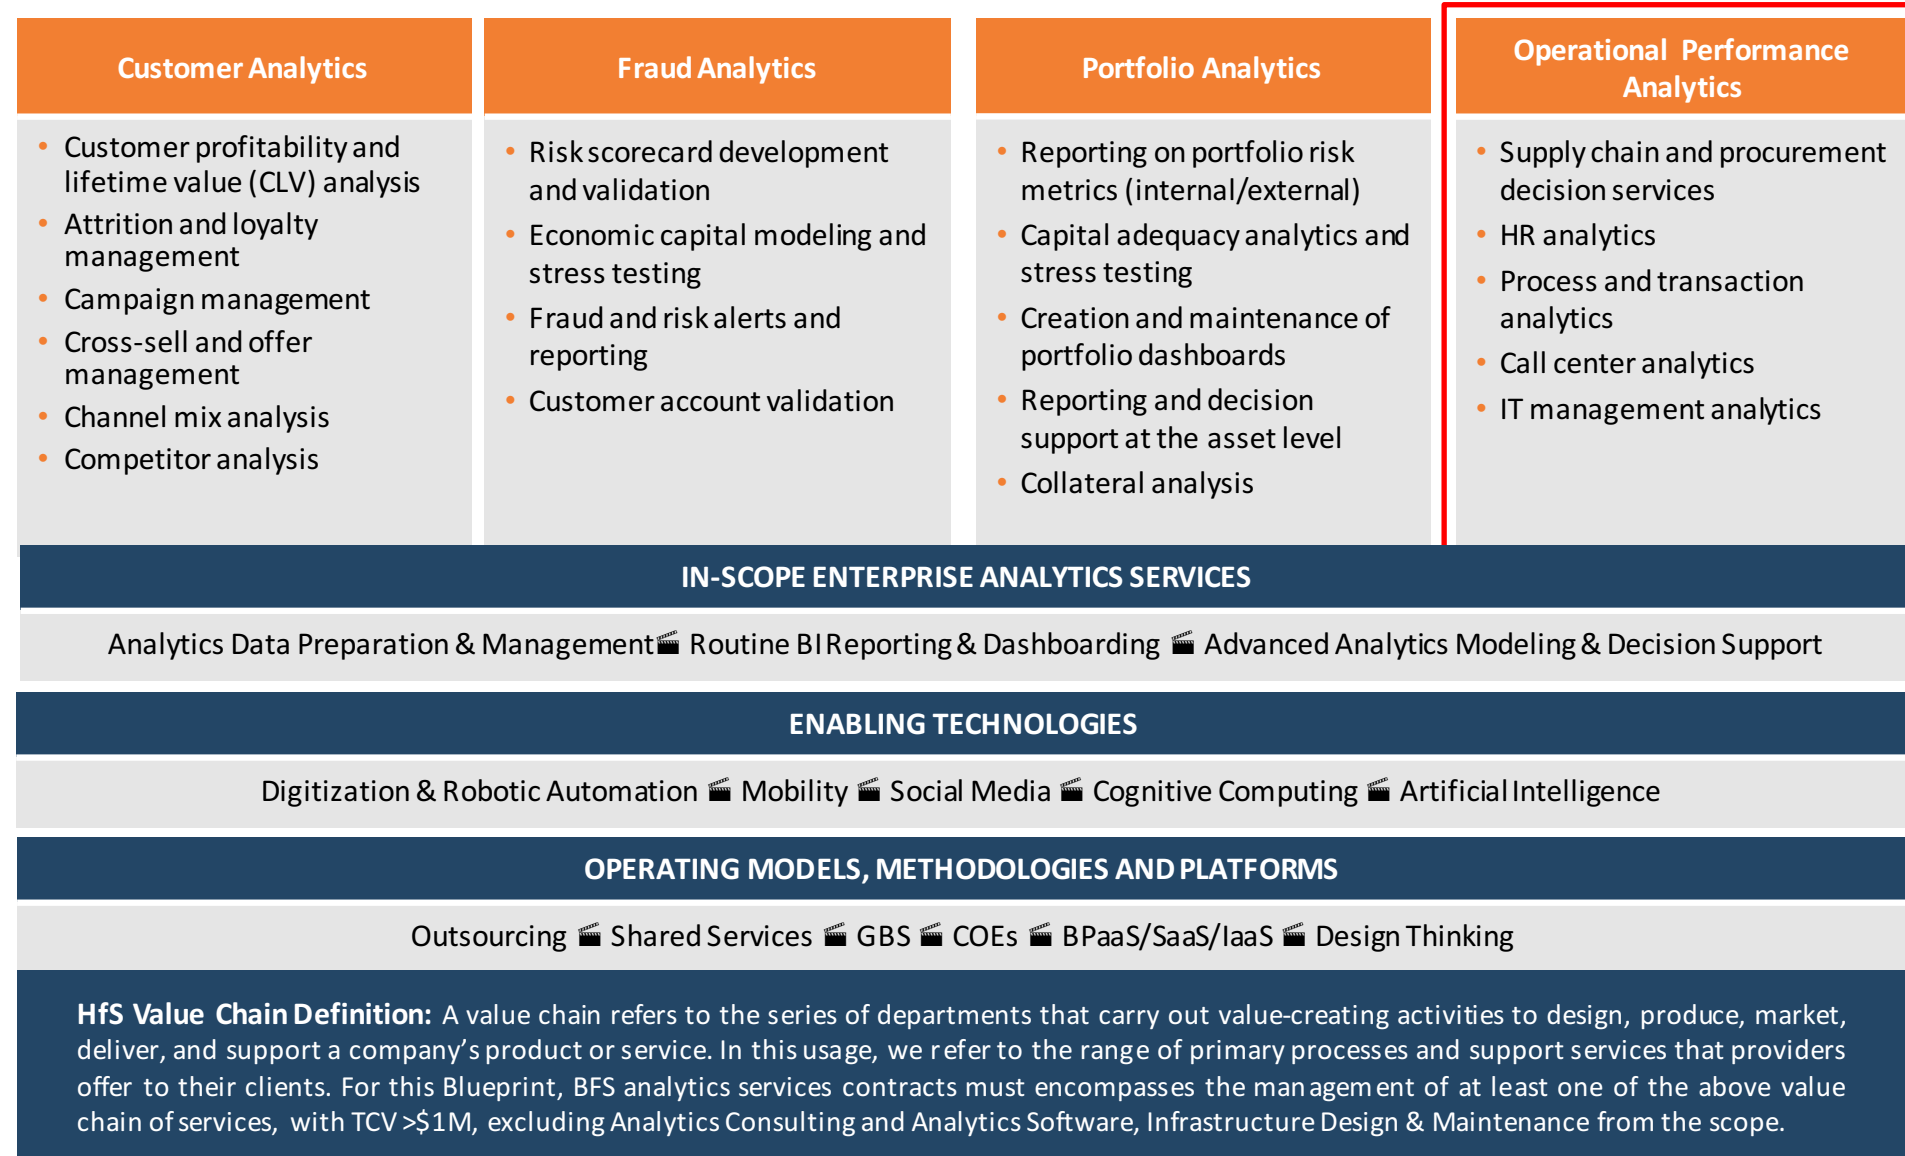 Customer Analytics
Customer profitability and
lifetime value (CLV) analysis
Attrition and loyalty
management
Campaign management
Cross-sell and offer
management
Channel mix analysis
Competitor analysis
Fraud Analytics
Risk scorecard development
and validation
Economic capital modeling and
stress testing
Fraud and risk alerts and
reporting
Customer account validation
Portfolio Analytics
Reporting on portfolio risk
metrics (internal/external)
Capital adequacy analytics and
stress testing
Creation and maintenance of
portfolio dashboards
Reporting and decision
support at the asset level
Collateral analysis
Operational Performance
Analytics
Supply chain and procurement
decision services
HR analytics
Process and transaction
analytics
Call center analytics
IT management analytics
IN-SCOPE ENTERPRISE ANALYTICS SERVICES
Analytics Data Preparation & Management 🎬 Routine BI Reporting & Dashboarding 🎬 Advanced Analytics Modeling & Decision Support
ENABLING TECHNOLOGIES
Digitization & Robotic Automation 🎬 Mobility 🎬 Social Media 🎬 Cognitive Computing 🎬 Artificial Intelligence
OPERATING MODELS, METHODOLOGIES AND PLATFORMS
Outsourcing 🎬 Shared Services 🎬 GBS 🎬 COEs 🎬 BPaaS/SaaS/IaaS 🎬 Design Thinking
HfS Value Chain Definition: A value chain refers to the series of departments that carry out value-creating activities to design, produce, market,
deliver, and support a company's product or service. In this usage, we refer to the range of primary processes and support services that providers
offer to their clients. For this Blueprint, BFS analytics services contracts must encompasses the management of at least one of the above value
chain of services, with TCV >$1M, excluding Analytics Consulting and Analytics Software, Infrastructure Design & Maintenance from the scope.